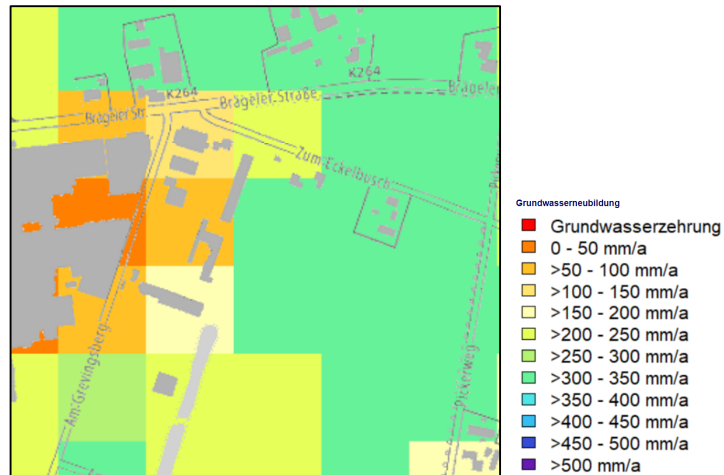 K264
K264
Brägeler Straße
Brägeler Str.
Zum-Eckelbusch
Am-Grevingsberg
Pickerweg
Grundwasserneubildung
Grundwasserzehrung
0 - 50 mm/a
>50 - 100 mm/a
>100 - 150 mm/a
>150 - 200 mm/a
>200 - 250 mm/a
>250 - 300 mm/a
>300 - 350 mm/a
>350 - 400 mm/a
>400 - 450 mm/a
>450 - 500 mm/a
>500 mm/a